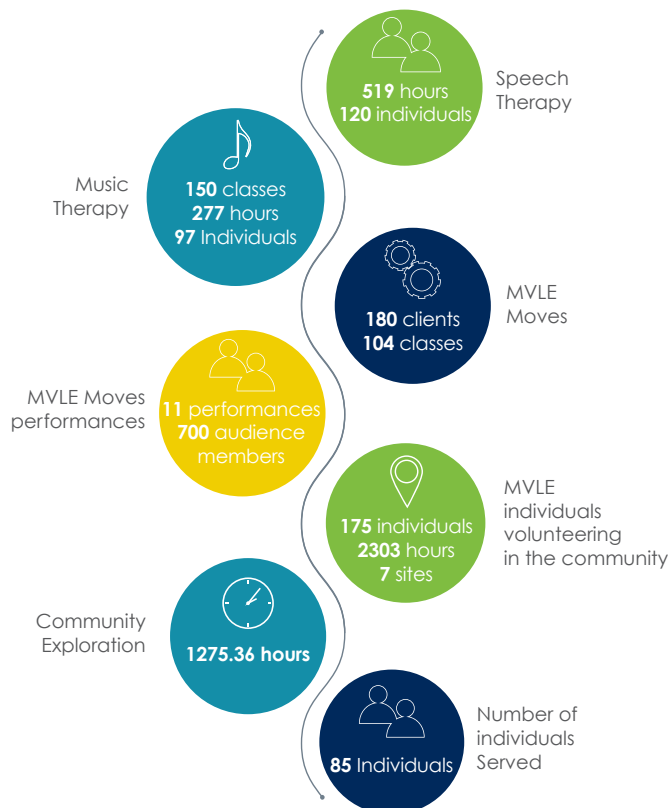 519 hours
120 individuals
Speech
Therapy
Music
Therapy
150 classes
277 hours
97 Individuals
180 clients
104 classes
MVLE
Moves
MVLE Moves
performances
11 performances
700 audience
members
175 individuals
2303 hours
7 sites
MVLE
individuals
volunteering
in the community
Community
Exploration
1275.36 hours
85 Individuals
Number of
individuals
Served